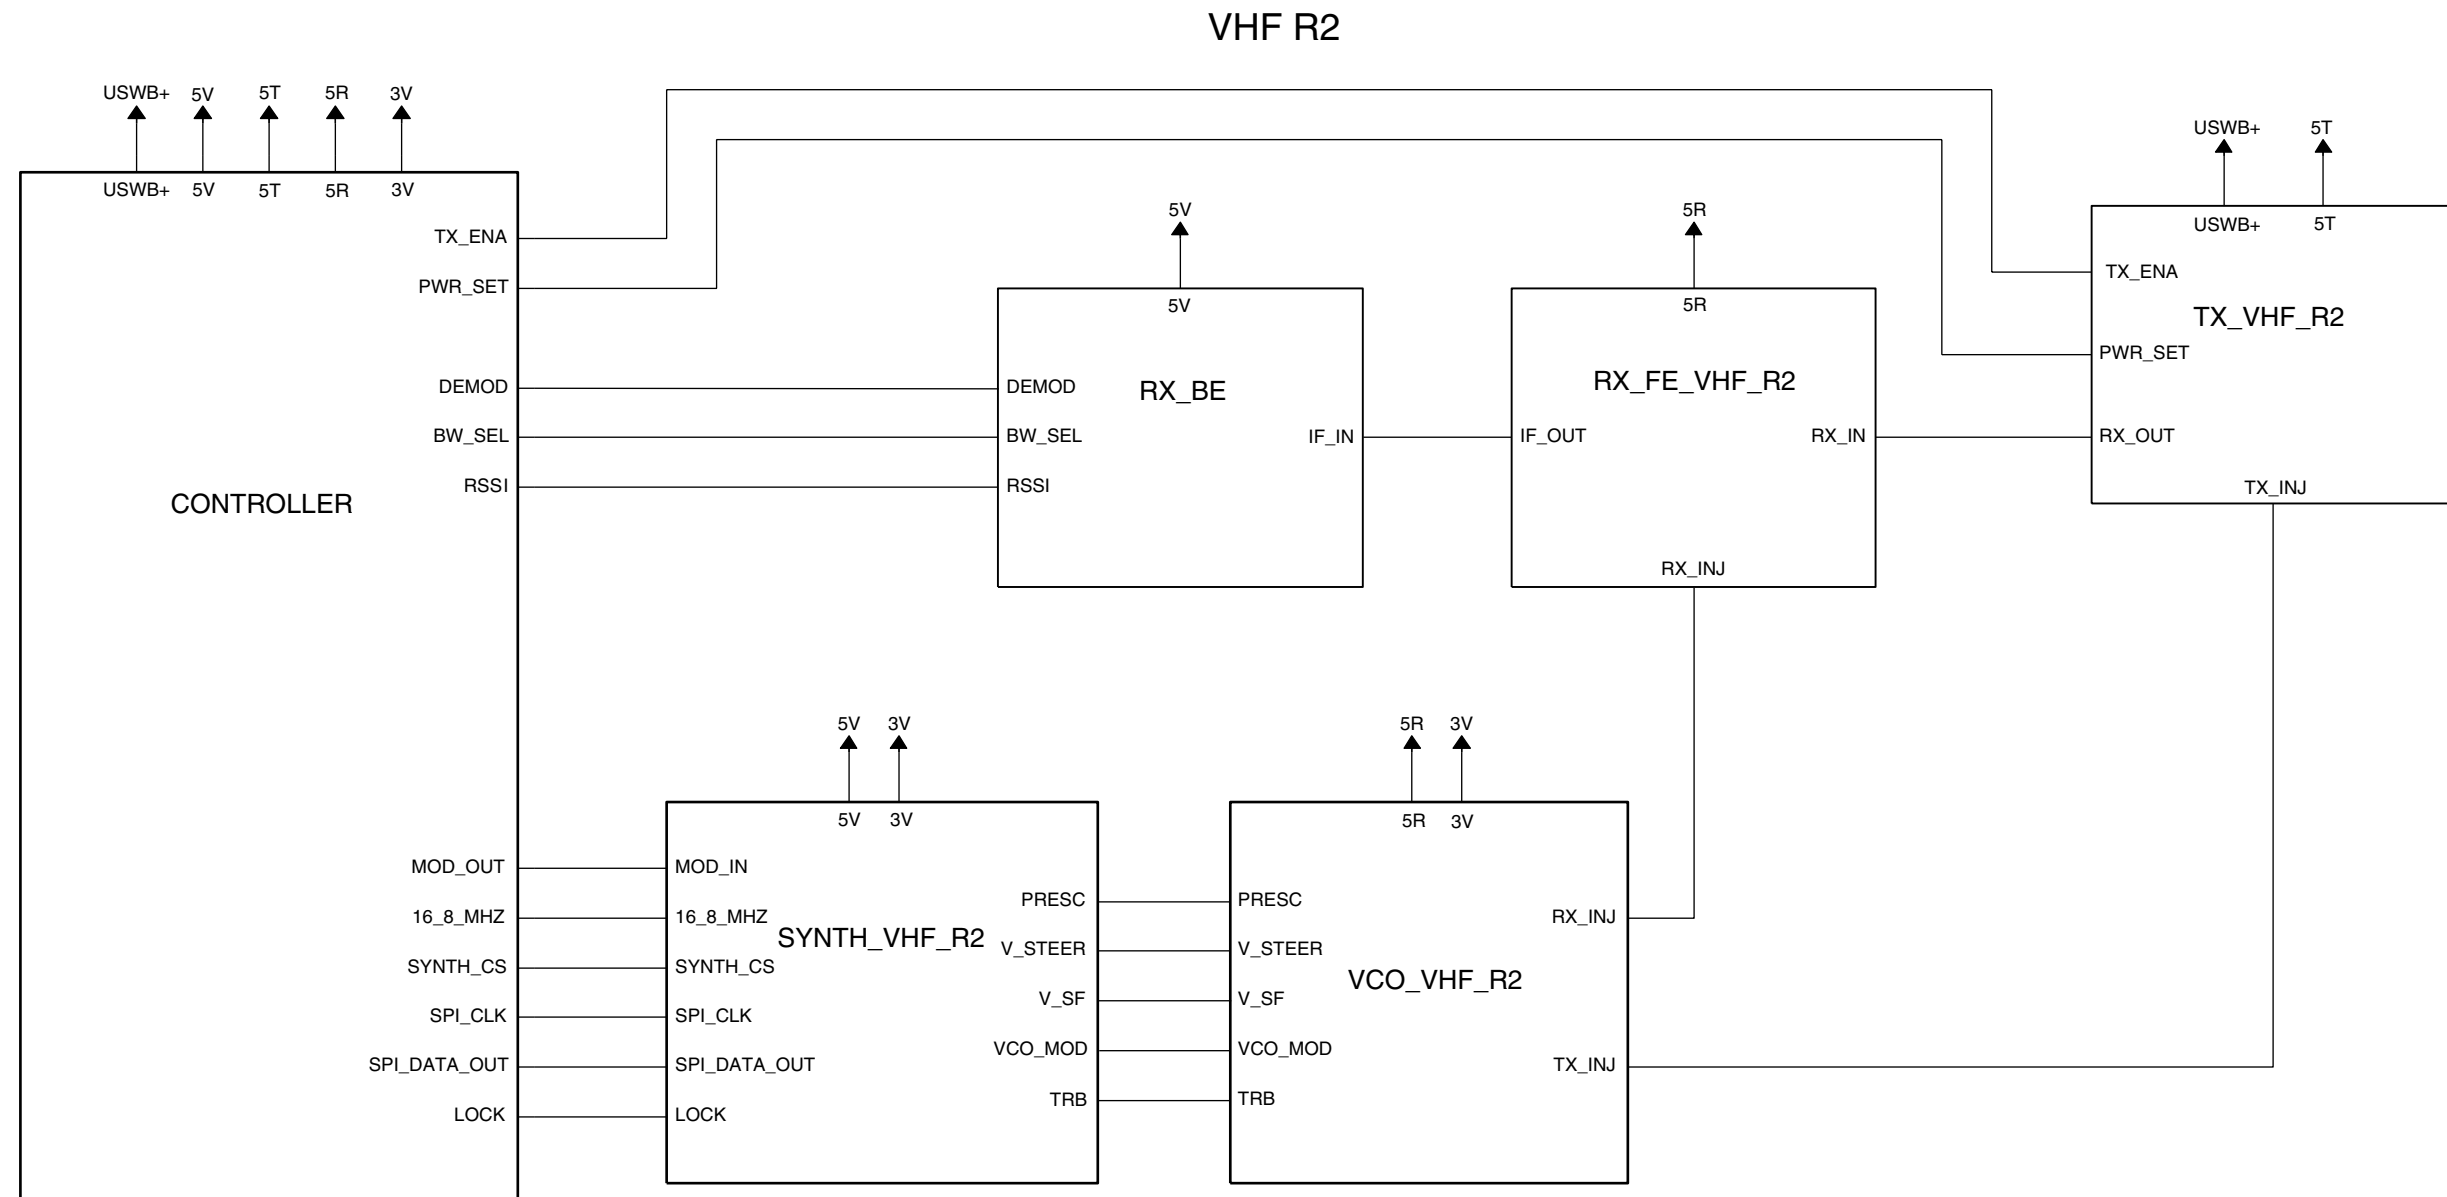 VHF R2
USWB+ 5V 5T 5R 3V
USWB+ 5V 5T 5R 3V
TX_ENA
PWR_SET
DEMOD
BW_SEL
RSSI
CONTROLLER
MOD_OUT
16_8_MHZ
SYNTH_CS
SPI_CLK
SPI_DATA_OUT
LOCK
5V
5V
DEMOD
RX_BE
BW_SEL
IF_IN
RSSI
5R
5R
RX_FE_VHF_R2
IF_OUT
RX_IN
RX_INJ
USWB+ 5T
USWB+ 5T
TX_ENA
TX_VHF_R2
PWR_SET
RX_OUT
TX_INJ
5V 3V
5V 3V
MOD_IN
16_8_MHZ
SYNTH_VHF_R2
SYNTH_CS
SPI_CLK
SPI_DATA_OUT
LOCK
PRESC
V_STEER
V_SF
VCO_MOD
TRB
5R 3V
5R 3V
PRESC
V_STEER
VCO_VHF_R2
V_SF
VCO_MOD
TRB
RX_INJ
TX_INJ